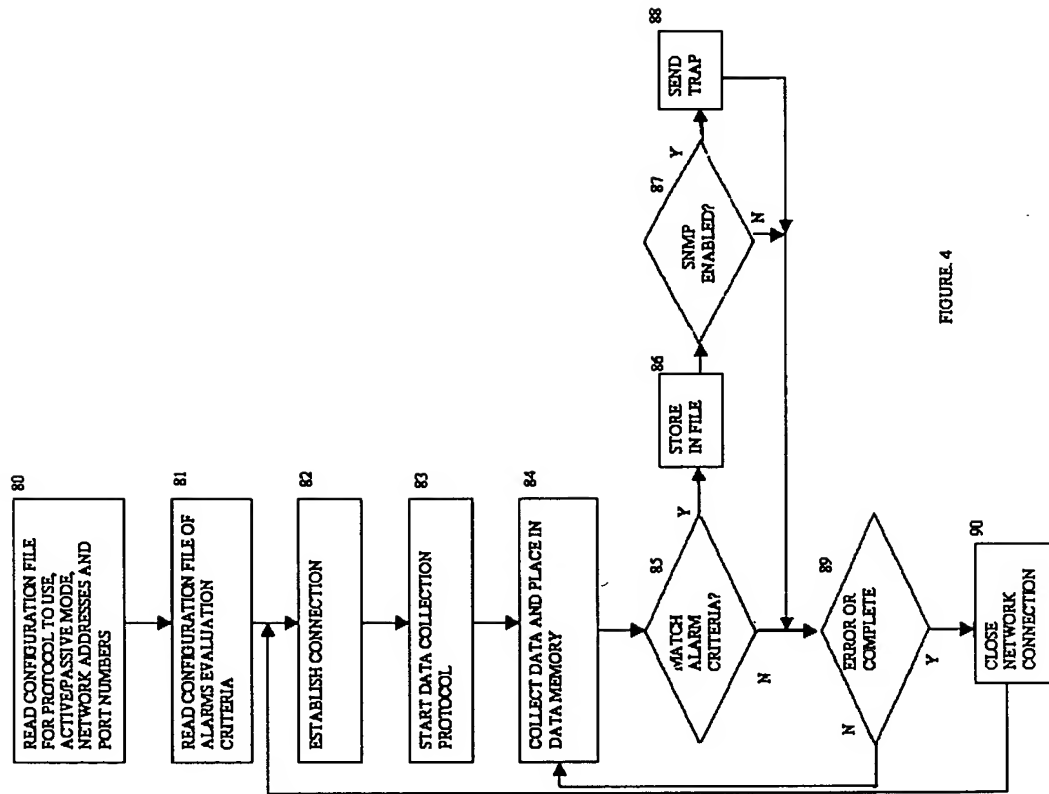 80
READ CONFIGURATION FILE
FOR PROTOCOL TO USE,
ACTIVE/PASSIVE MODE,
NETWORK ADDRESSES AND
PORT NUMBERS
81
READ CONFIGURATION FILE OF
ALARMS EVALUATION
CRITERIA
82
ESTABLISH CONNECTION
83
START DATA COLLECTION
PROTOCOL
84
COLLECT DATA AND PLACE IN
DATA MEMORY
85
MATCH
ALARM
CRITERIA?
Y
N
86
STORE
IN FILE
87
SNMP
ENABLED?
Y
N
88
SEND
TRAP
89
ERROR OR
COMPLETE
N
Y
90
CLOSE
NETWORK
CONNECTION
FIGURE. 4